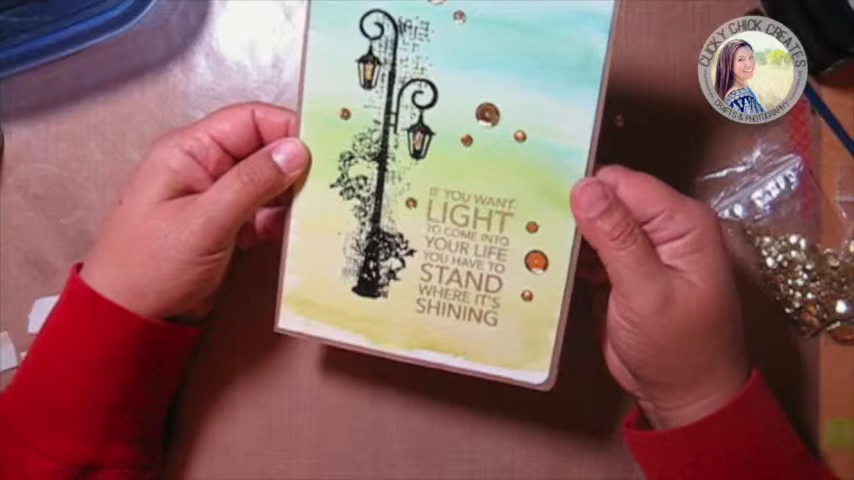 CLICKY CHICK CREATES
CRAFTS & PHOTOGRAPHY
IF YOU WANT
LIGHT
TO COME INTO
YOUR LIFE
YOU HAVE TO
STAND
WHERE IT'S
SHINING